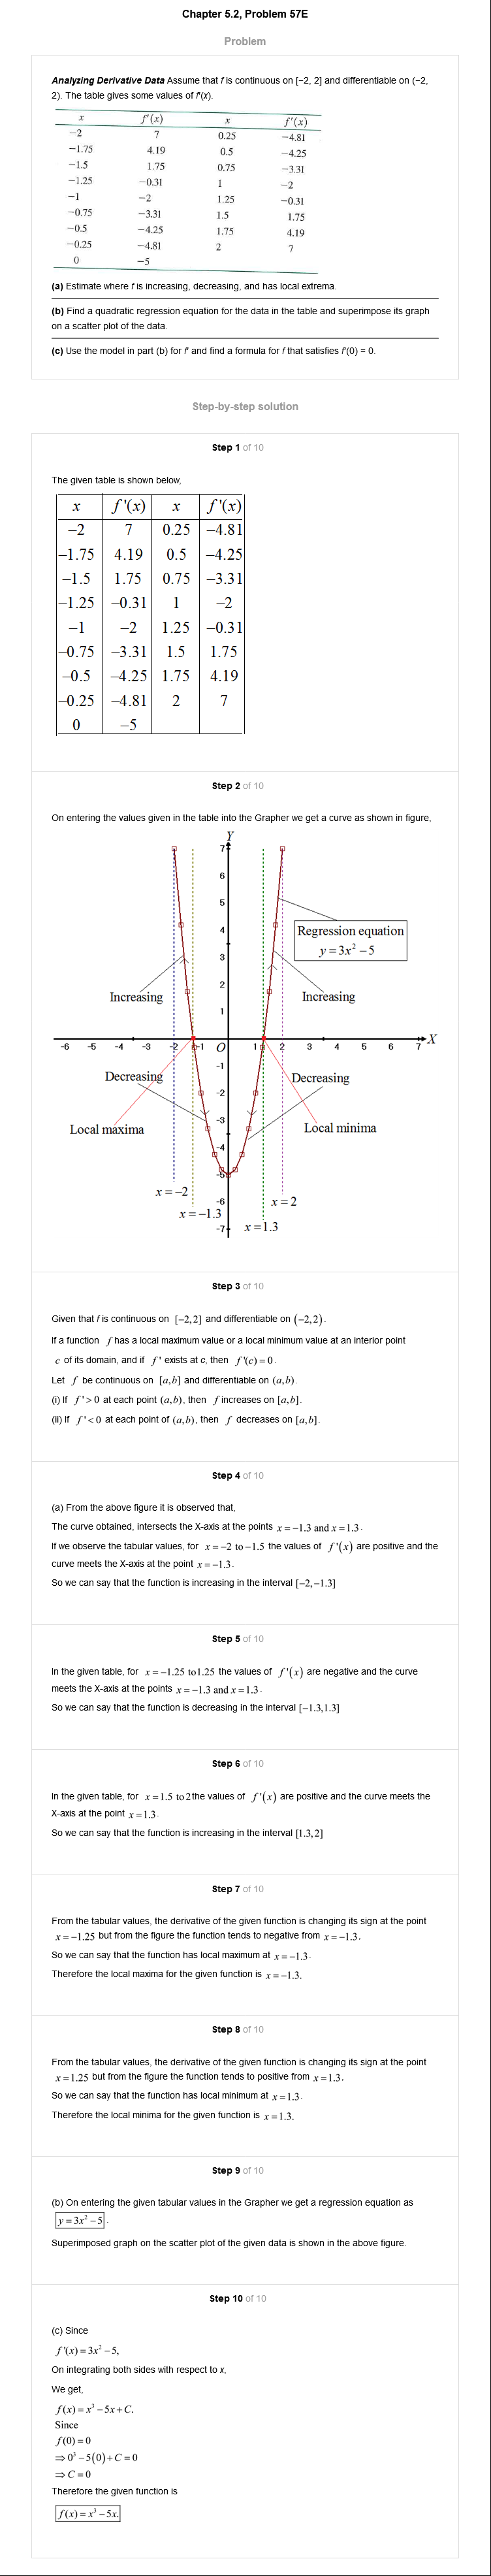 Chapter 5.2, Problem 57E
Problem
Analyzing Derivative Data Assume that f is continuous on [−2, 2] and differentiable on (−2,
2). The table gives some values of f'(x).
x f'(x) x f'(x)
−2 7 0.25 −4.81
−1.75 4.19 0.5 −4.25
−1.5 1.75 0.75 −3.31
−1.25 −0.31 1 −2
−1 −2 1.25 −0.31
−0.75 −3.31 1.5 1.75
−0.5 −4.25 1.75 4.19
−0.25 −4.81 2 7
0 −5
(a) Estimate where f is increasing, decreasing, and has local extrema.
(b) Find a quadratic regression equation for the data in the table and superimpose its graph
on a scatter plot of the data.
(c) Use the model in part (b) for f' and find a formula for f that satisfies f'(0) = 0.
Step-by-step solution
Step 1 of 10
The given table is shown below,
x f'(x) x f'(x)
−2 7 0.25 −4.81
−1.75 4.19 0.5 −4.25
−1.5 1.75 0.75 −3.31
−1.25 −0.31 1 −2
−1 −2 1.25 −0.31
−0.75 −3.31 1.5 1.75
−0.5 −4.25 1.75 4.19
−0.25 −4.81 2 7
0 −5
Step 2 of 10
On entering the values given in the table into the Grapher we get a curve as shown in figure,
Y
7
6
5
4
Regression equation
3
y = 3x² − 5
2
Increasing Increasing
1
-6 -5 -4 -3 -2 -1 O 1 2 3 4 5 6 7 X
-1
Decreasing Decreasing
-2
-3
Local maxima Local minima
-4
-5
x = −2
-6
x = 2
x = −1.3
-7
x = 1.3
Step 3 of 10
Given that f is continuous on [−2,2] and differentiable on (−2,2).
If a function f has a local maximum value or a local minimum value at an interior point
c of its domain, and if f' exists at c, then f'(c) = 0.
Let f be continuous on [a,b] and differentiable on (a,b).
(i) If f' > 0 at each point (a,b), then f increases on [a,b].
(ii) If f' < 0 at each point of (a,b), then f decreases on [a,b].
Step 4 of 10
(a) From the above figure it is observed that,
The curve obtained, intersects the X-axis at the points x = −1.3 and x = 1.3.
If we observe the tabular values, for x = −2 to −1.5 the values of f'(x) are positive and the
curve meets the X-axis at the point x = −1.3.
So we can say that the function is increasing in the interval [−2,−1.3]
Step 5 of 10
In the given table, for x = −1.25 to1.25 the values of f'(x) are negative and the curve
meets the X-axis at the points x = −1.3 and x = 1.3.
So we can say that the function is decreasing in the interval [−1.3,1.3]
Step 6 of 10
In the given table, for x = 1.5 to 2 the values of f'(x) are positive and the curve meets the
X-axis at the point x = 1.3.
So we can say that the function is increasing in the interval [1.3,2]
Step 7 of 10
From the tabular values, the derivative of the given function is changing its sign at the point
x = −1.25 but from the figure the function tends to negative from x = −1.3.
So we can say that the function has local maximum at x = −1.3.
Therefore the local maxima for the given function is x = −1.3.
Step 8 of 10
From the tabular values, the derivative of the given function is changing its sign at the point
x = 1.25 but from the figure the function tends to positive from x = 1.3.
So we can say that the function has local minimum at x = 1.3.
Therefore the local minima for the given function is x = 1.3.
Step 9 of 10
(b) On entering the given tabular values in the Grapher we get a regression equation as
y = 3x² − 5.
Superimposed graph on the scatter plot of the given data is shown in the above figure.
Step 10 of 10
(c) Since
f'(x) = 3x² − 5,
On integrating both sides with respect to x,
We get,
f(x) = x³ − 5x + C.
Since
f(0) = 0
⇒ 0³ − 5(0) + C = 0
⇒ C = 0
Therefore the given function is
f(x) = x³ − 5x.